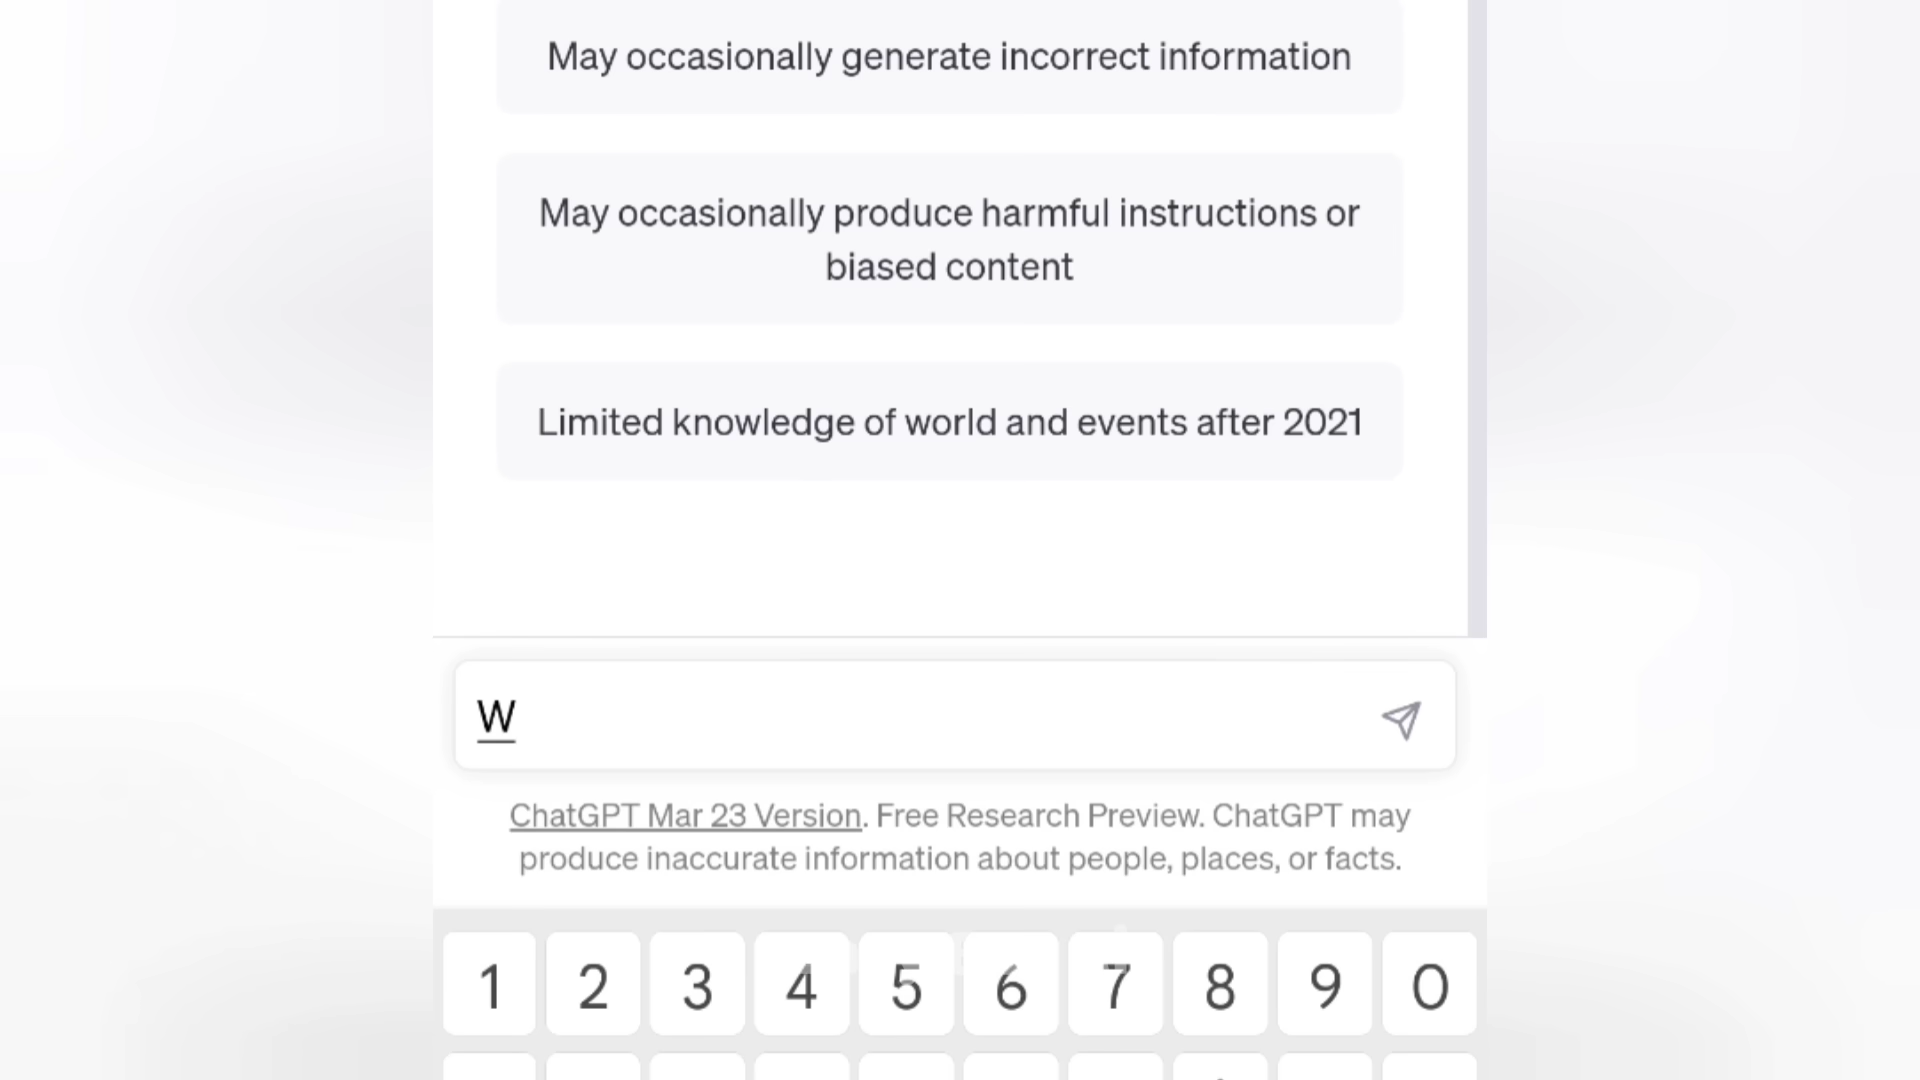 May occasionally generate incorrect information
May occasionally produce harmful instructions or
biased content
Limited knowledge of world and events after 2021
W
ChatGPT Mar 23 Version. Free Research Preview. ChatGPT may
produce inaccurate information about people, places, or facts.
1 2 3 4 5 6 7 8 9 0